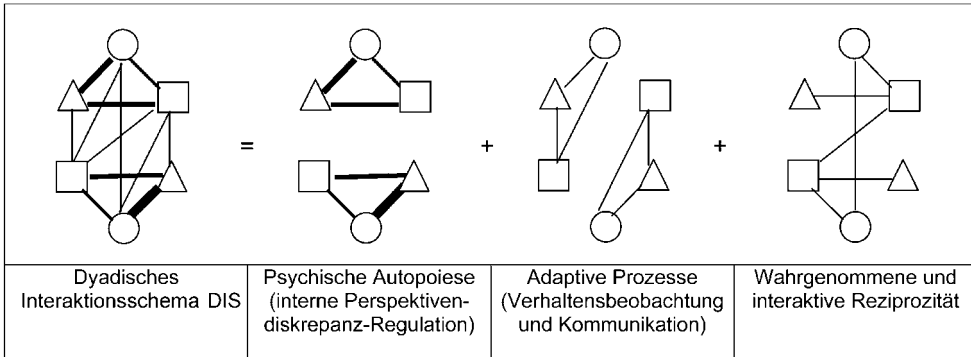 = + +
Dyadisches
Interaktionsschema DIS
Psychische Autopoiese
(interne Perspektiven-
diskrepanz-Regulation)
Adaptive Prozesse
(Verhaltensbeobachtung
und Kommunikation)
Wahrgenommene und
interaktive Reziprozität